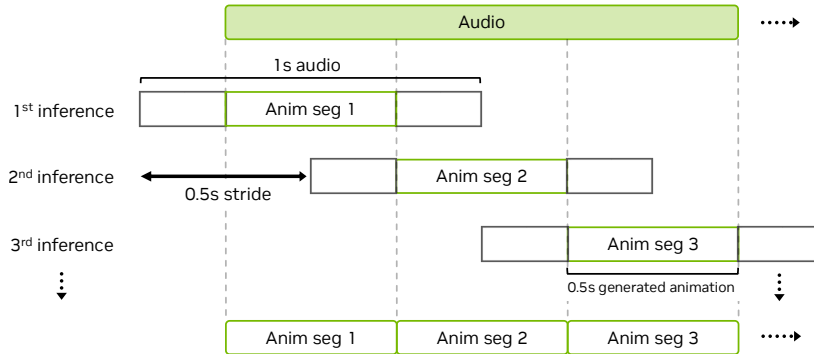 Audio
1s audio
1st inference
Anim seg 1
2nd inference
Anim seg 2
0.5s stride
3rd inference
Anim seg 3
0.5s generated animation
Anim seg 1
Anim seg 2
Anim seg 3